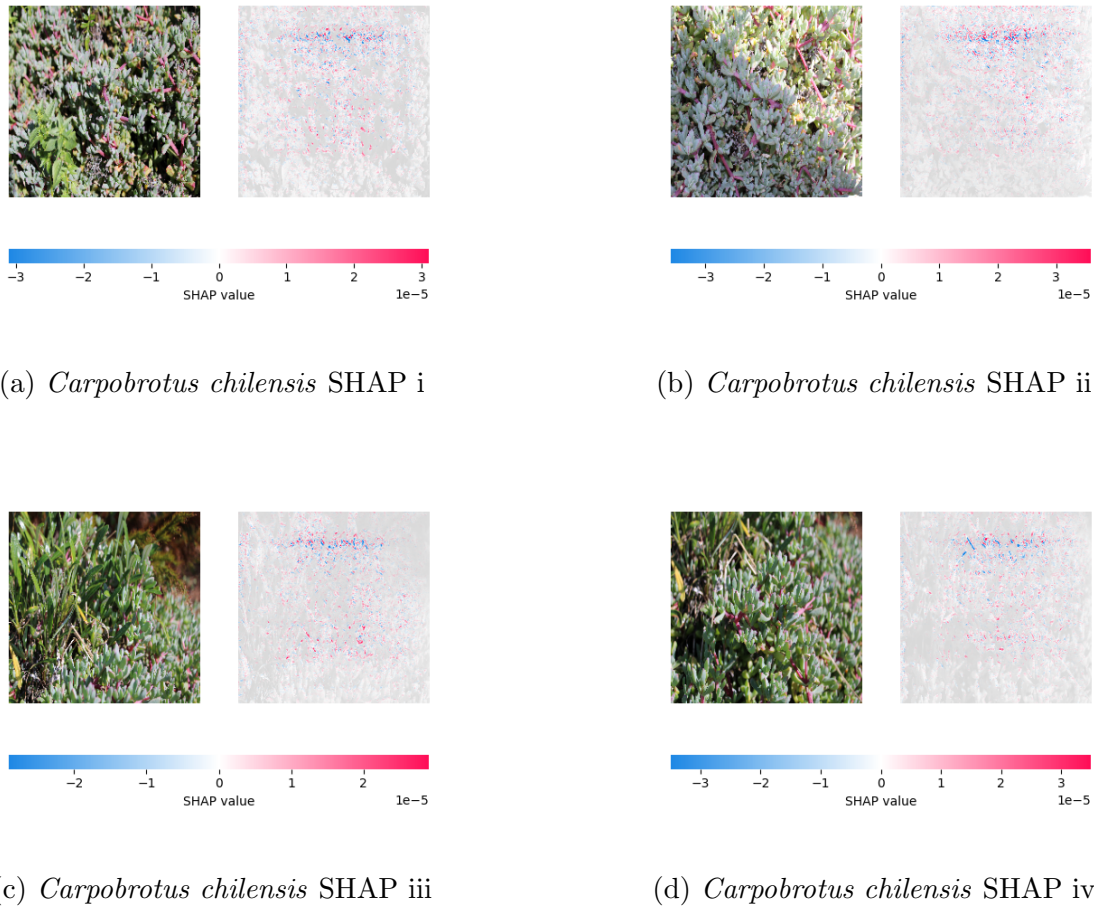 −3 −2 −1 0 1 2 3
SHAP value 1e−5
−3 −2 −1 0 1 2 3
SHAP value 1e−5
(a) Carpobrotus chilensis SHAP i
(b) Carpobrotus chilensis SHAP ii
−2 −1 0 1 2
SHAP value 1e−5
−3 −2 −1 0 1 2 3
SHAP value 1e−5
(c) Carpobrotus chilensis SHAP iii
(d) Carpobrotus chilensis SHAP iv